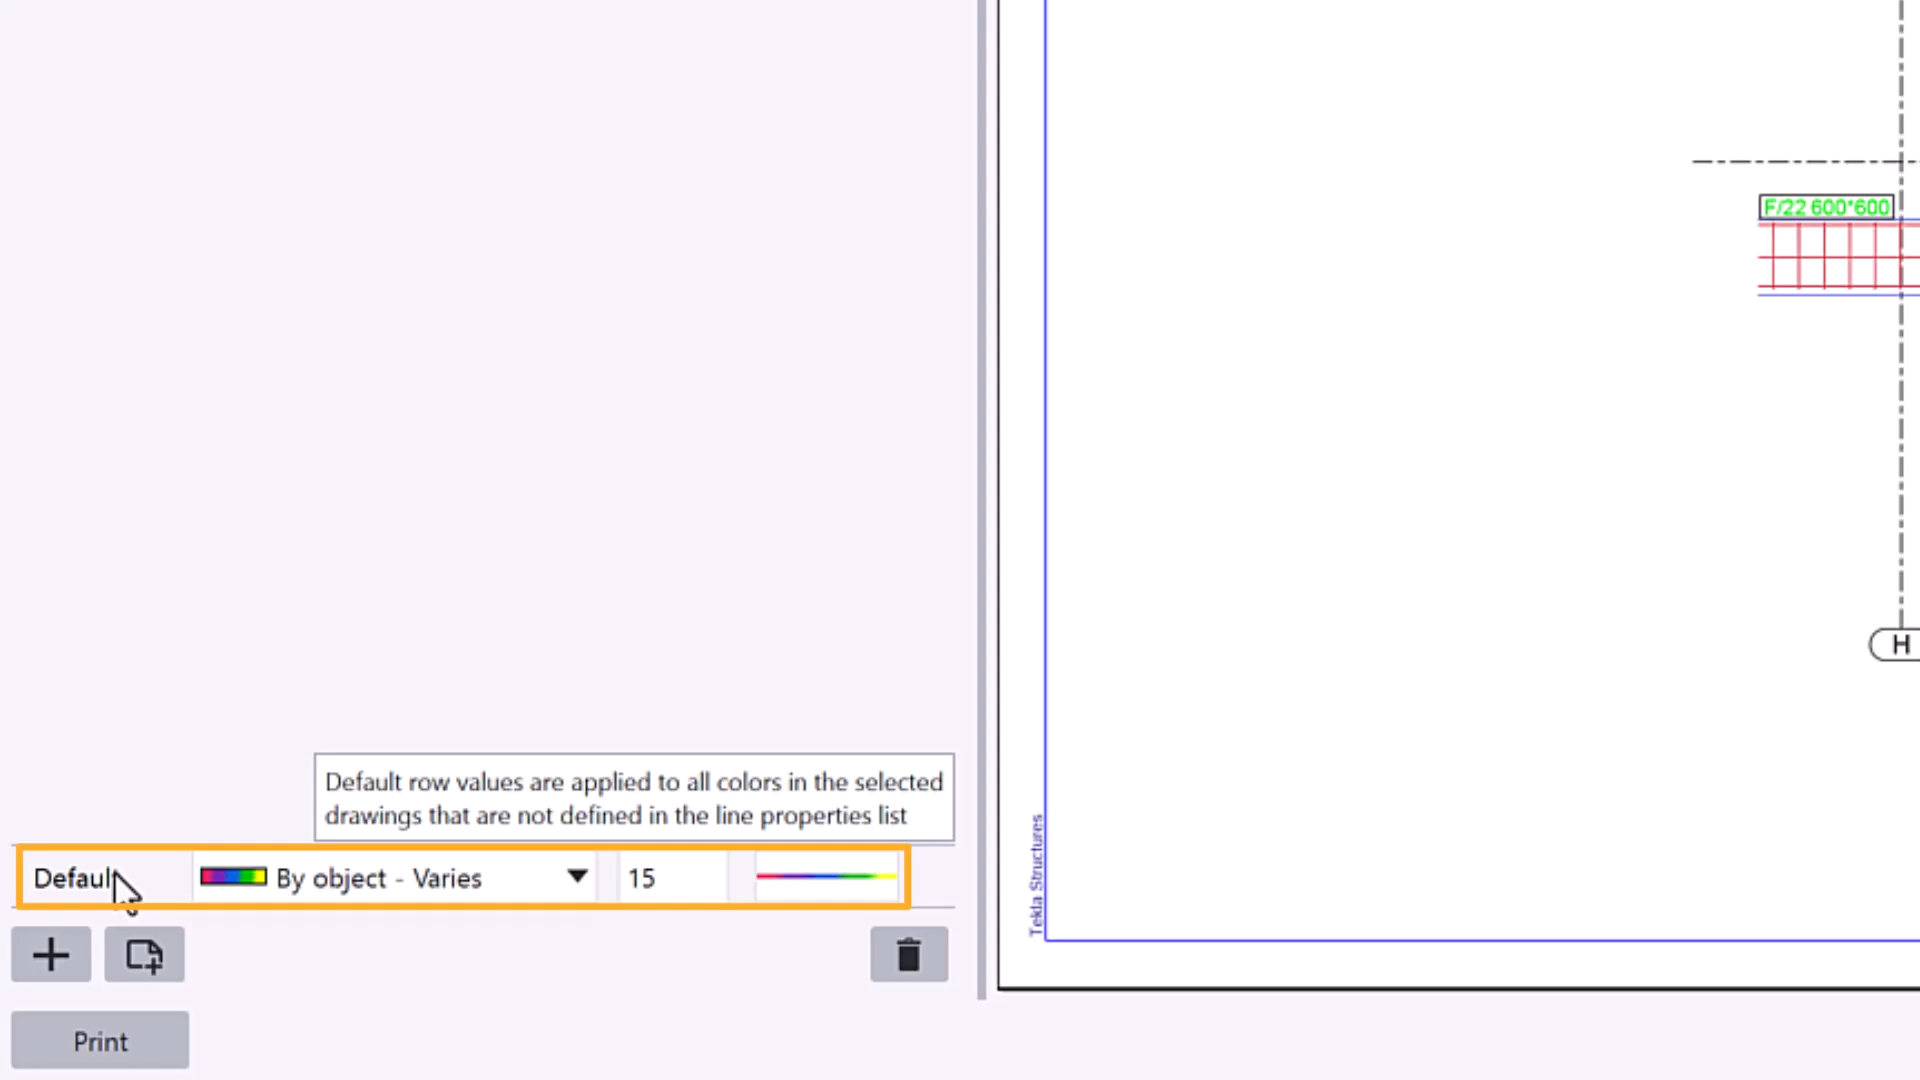 F/22 600*600
H
Default row values are applied to all colors in the selected
drawings that are not defined in the line properties list
Tekla Structures
Default By object - Varies 15
Print